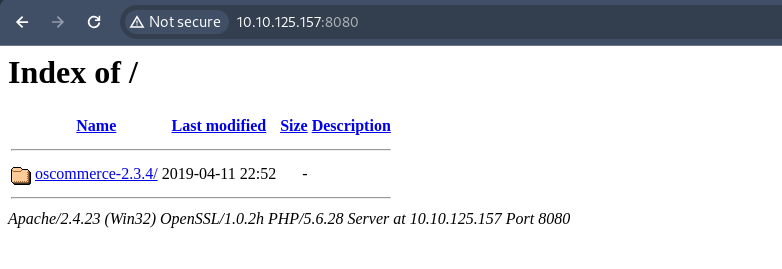 Not secure 10.10.125.157:8080
Index of /
Name Last modified Size Description
oscommerce-2.3.4/ 2019-04-11 22:52 -
Apache/2.4.23 (Win32) OpenSSL/1.0.2h PHP/5.6.28 Server at 10.10.125.157 Port 8080